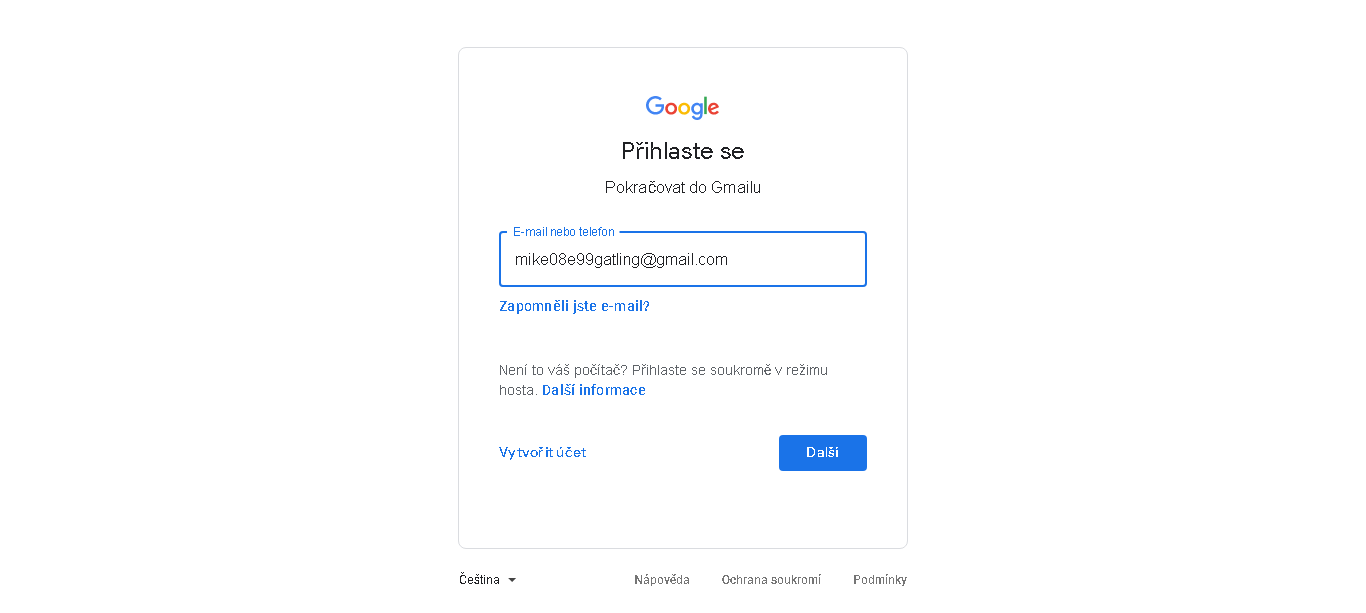 Google
Přihlaste se
Pokračovat do Gmailu
E-mail nebo telefon
mike08e99gatling@gmail.com
Zapomněli jste e-mail?
Není to váš počítač? Přihlaste se soukromě v režimu
hosta. Další informace
Vytvořit účet
Další
Čeština
Nápověda
Ochrana soukromí
Podmínky